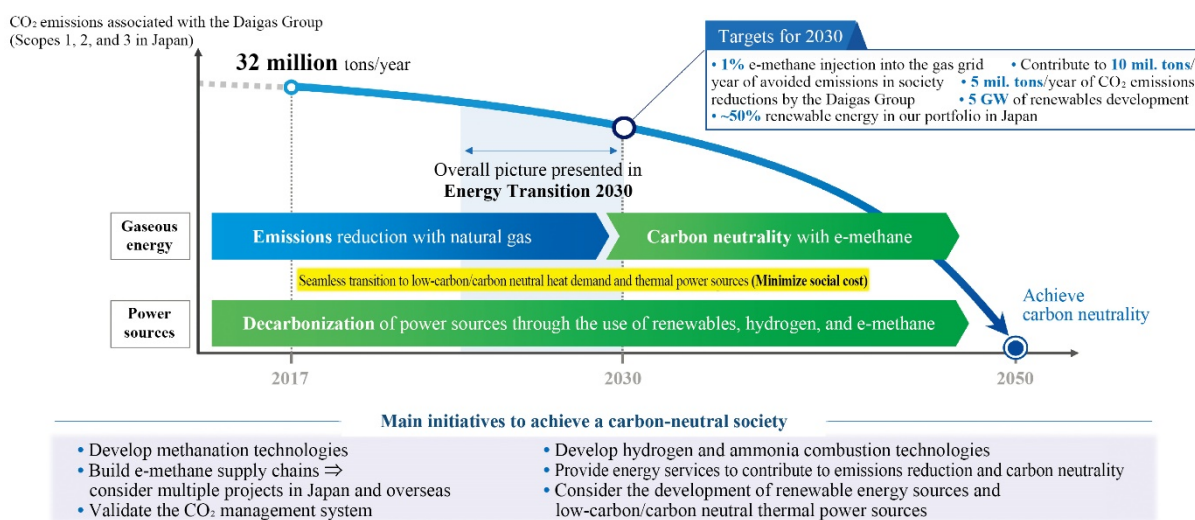 CO₂ emissions associated with the Daigas Group
(Scopes 1, 2, and 3 in Japan)
32 million tons/year
Targets for 2030
• 1% e-methane injection into the gas grid • Contribute to 10 mil. tons/
year of avoided emissions in society • 5 mil. tons/year of CO₂ emissions
reductions by the Daigas Group • 5 GW of renewables development
• ~50% renewable energy in our portfolio in Japan
Overall picture presented in
Energy Transition 2030
Gaseous
energy
Emissions reduction with natural gas
Carbon neutrality with e-methane
Seamless transition to low-carbon/carbon neutral heat demand and thermal power sources (Minimize social cost)
Power
sources
Decarbonization of power sources through the use of renewables, hydrogen, and e-methane
Achieve
carbon neutrality
2017
2030
2050
Main initiatives to achieve a carbon-neutral society
• Develop methanation technologies
• Build e-methane supply chains ⇒
consider multiple projects in Japan and overseas
• Validate the CO₂ management system
• Develop hydrogen and ammonia combustion technologies
• Provide energy services to contribute to emissions reduction and carbon neutrality
• Consider the development of renewable energy sources and
low-carbon/carbon neutral thermal power sources